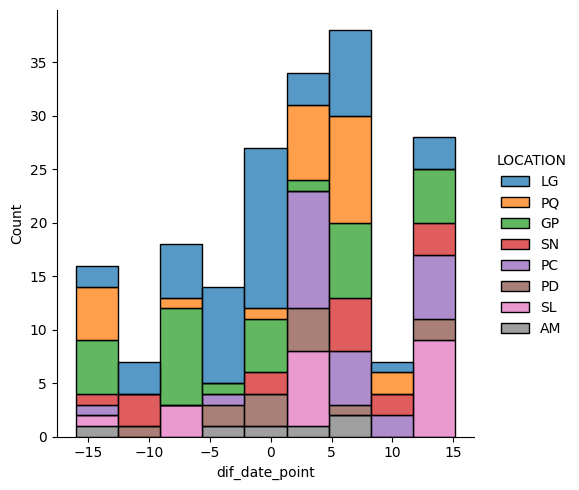 35
30
25
20
15
10
5
0
Count
−15 −10 −5 0 5 10 15
dif_date_point
LOCATION
LG
PQ
GP
SN
PC
PD
SL
AM